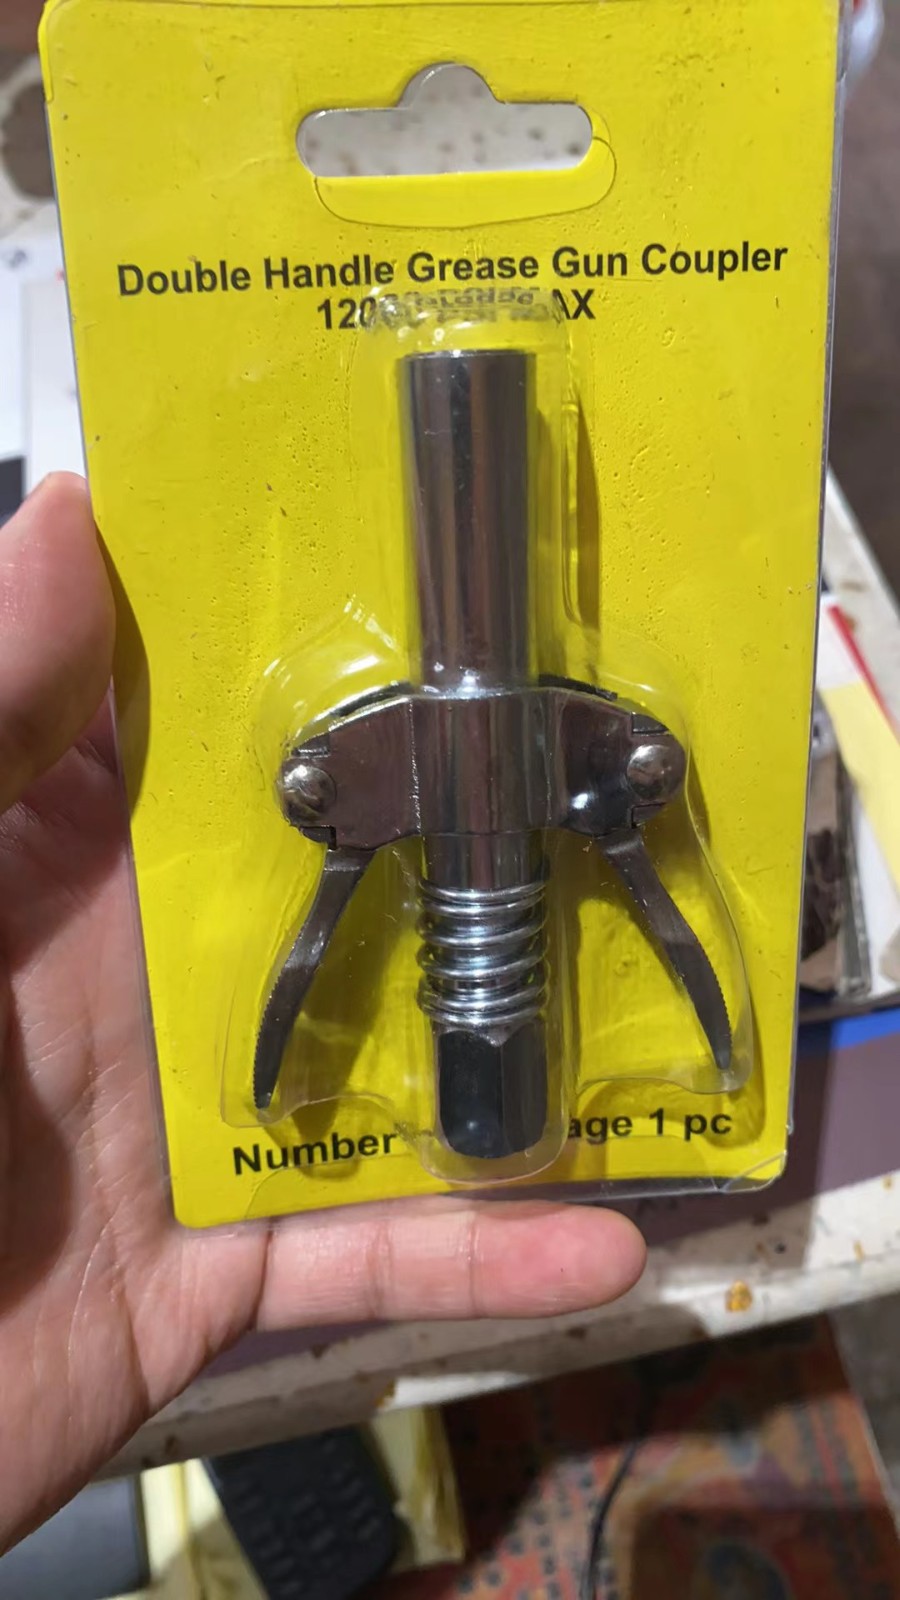 Double Handle Grease Gun Coupler
Number age 1 pc